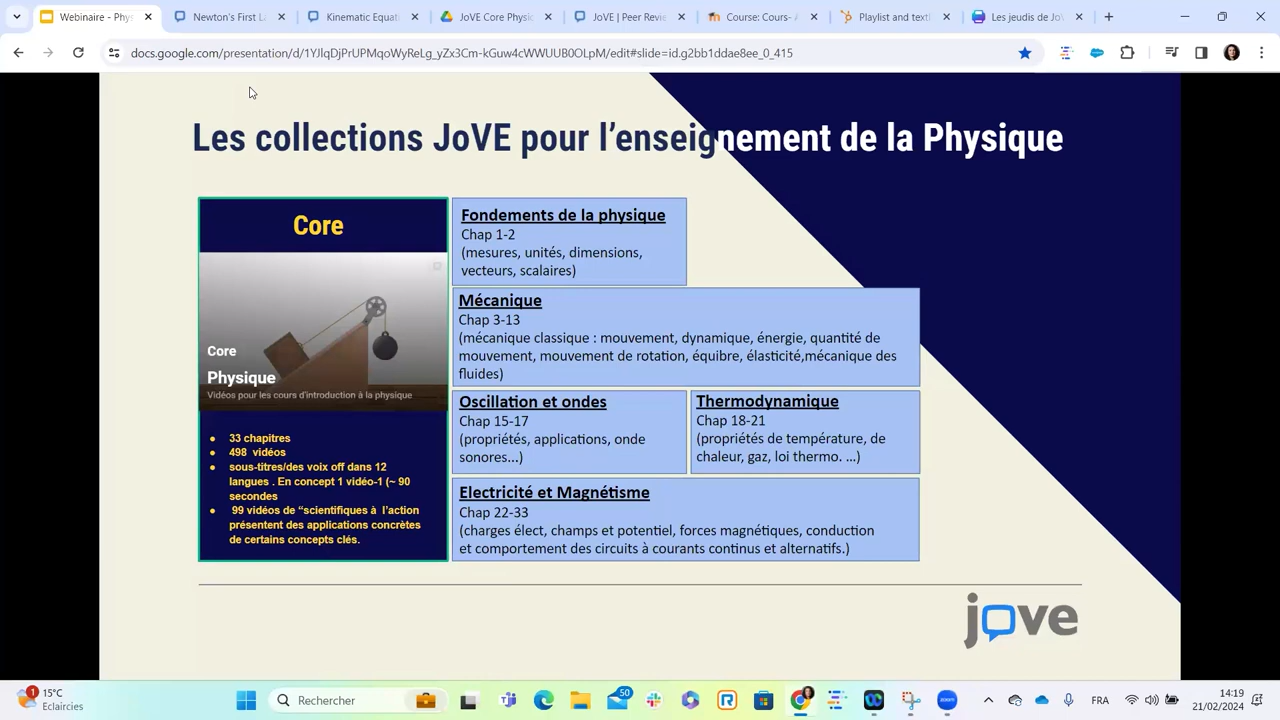 Webinaire - Phys
Newton's First La
Kinematic Equat
JoVE Core Physic
JoVE | Peer Revie
Course: Cours- A
Playlist and textb
Les jeudis de JoV
docs.google.com/presentation/d/1YJlqDjPrUPMqoWyReLg_yZx3Cm-rGuw4cWWUUB0OLpM/edit#slide=id.g2bb1ddae8ee_0_415
Les collections JoVE pour l'enseignement de la Physique
Core
Core
Physique
Vidéos pour les cours d'introduction à la physique
● 33 chapitres
● 498 vidéos
● sous-titres/des voix off dans 12
langues . En concept 1 vidéo-1 (~ 90
secondes
● 99 vidéos de “scientifiques à l'action
présentent des applications concrètes
de certains concepts clés.
Fondements de la physique
Chap 1-2
(mesures, unités, dimensions,
vecteurs, scalaires)
Mécanique
Chap 3-13
(mécanique classique : mouvement, dynamique, énergie, quantité de
mouvement, mouvement de rotation, équibre, élasticité,mécanique des
fluides)
Oscillation et ondes
Chap 15-17
(propriétés, applications, onde
sonores...)
Thermodynamique
Chap 18-21
(propriétés de température, de
chaleur, gaz, loi thermo. ...)
Electricité et Magnétisme
Chap 22-33
(charges élect, champs et potentiel, forces magnétiques, conduction
et comportement des circuits à courants continus et alternatifs.)
jove
1
15°C
Eclaircies
Rechercher
50
zoom
FRA
14:19
21/02/2024